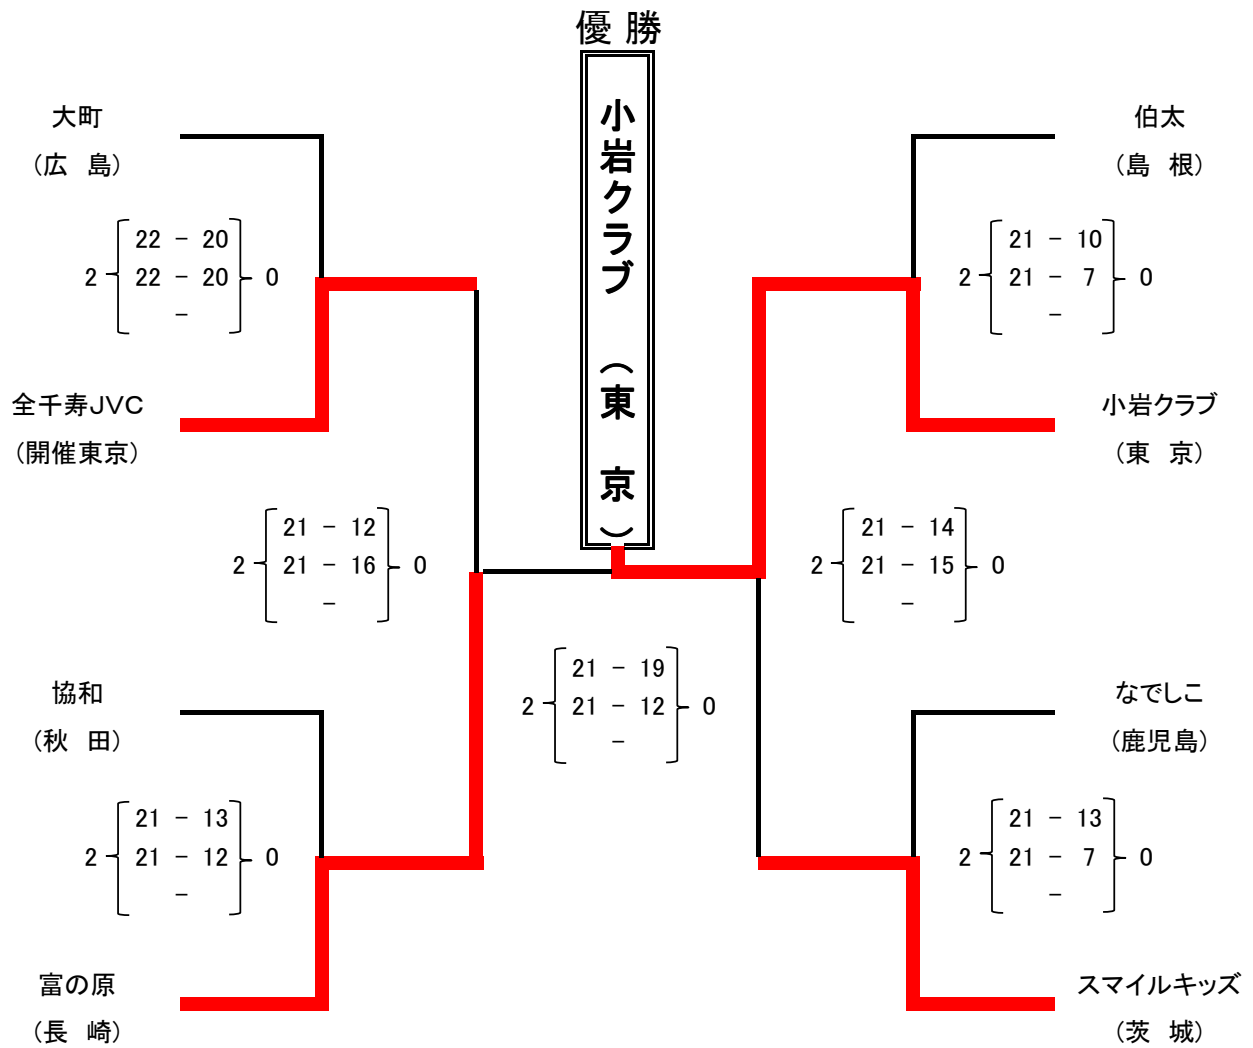 優 勝
小岩クラブ （東 京）
大町
（広 島）
2 22 － 20 0
22 － 20
－
全千寿JVC
（開催東京）
2 21 － 12 0
21 － 16
－
協和
（秋 田）
2 21 － 13 0
21 － 12
－
富の原
（長 崎）
2 21 － 19 0
21 － 12
－
伯太
（島 根）
2 21 － 10 0
21 － 7
－
小岩クラブ
（東 京）
2 21 － 14 0
21 － 15
－
なでしこ
（鹿児島）
2 21 － 13 0
21 － 7
－
スマイルキッズ
（茨 城）